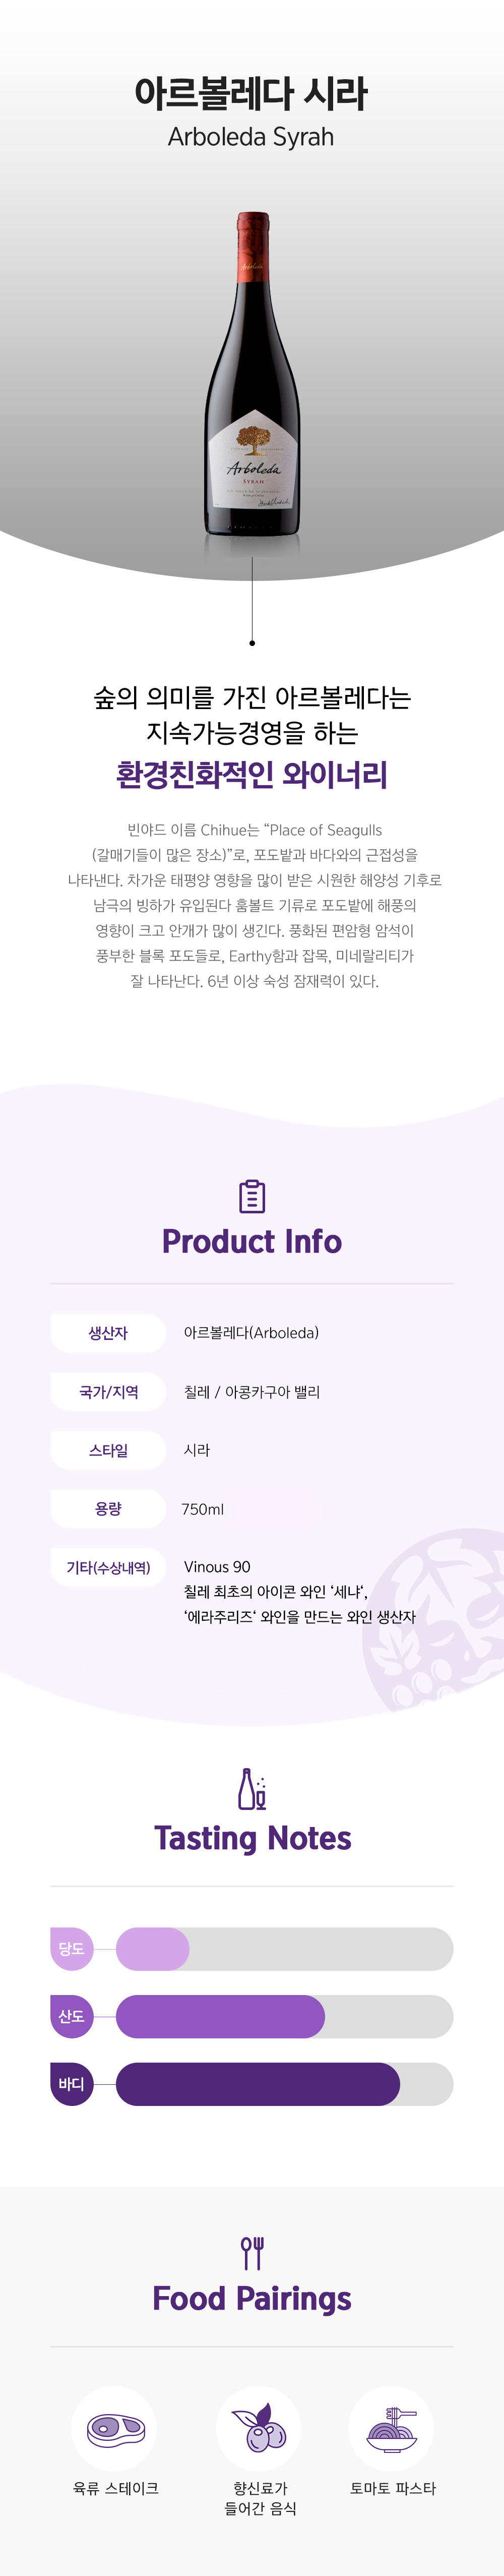 아르볼레다 시라
Arboleda Syrah
Arboleda
Arboleda
SYRAH
숲의 의미를 가진 아르볼레다는
지속가능경영을 하는
환경친화적인 와이너리
빈야드 이름 Chihue는 “Place of Seagulls
(갈매기들이 많은 장소)”로, 포도밭과 바다와의 근접성을
나타낸다. 차가운 태평양 영향을 많이 받은 시원한 해양성 기후로
남극의 빙하가 유입된다 훔볼트 기류로 포도밭에 해풍의
영향이 크고 안개가 많이 생긴다. 풍화된 편암형 암석이
풍부한 블록 포도들로, Earthy함과 잡목, 미네랄리티가
잘 나타난다. 6년 이상 숙성 잠재력이 있다.
Product Info
생산자 아르볼레다(Arboleda)
국가/지역 칠레 / 아콩카구아 밸리
스타일 시라
용량 750ml
기타(수상내역) Vinous 90
칠레 최초의 아이콘 와인 ‘세냐‘,
‘에라주리즈‘ 와인을 만드는 와인 생산자
Tasting Notes
당도
산도
바디
Food Pairings
육류 스테이크
향신료가
들어간 음식
토마토 파스타